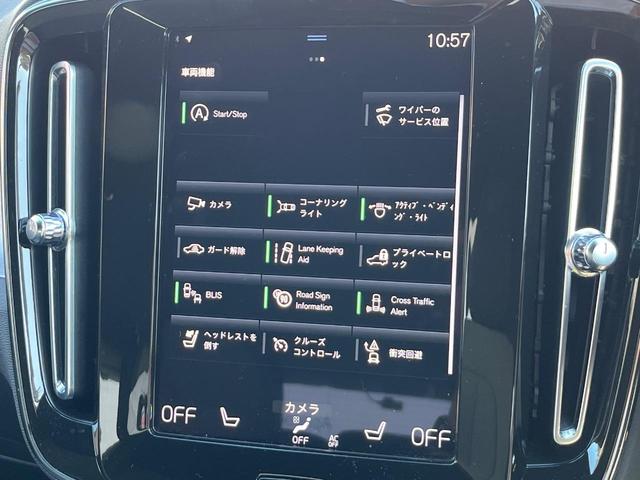 10:57
車両機能
Start/Stop
ワイパーの
サービス位置
カメラ
コーナリング
ライト
アクティブ・ベンディ
ング・ライト
ガード解除
Lane Keeping
Aid
プライベートロ
ック
BLIS
Road Sign
Information
Cross Traffic
Alert
ヘッドレストを
倒す
クルーズ
コントロール
衝突回避
OFF
カメラ
OFF
AC
OFF
OFF